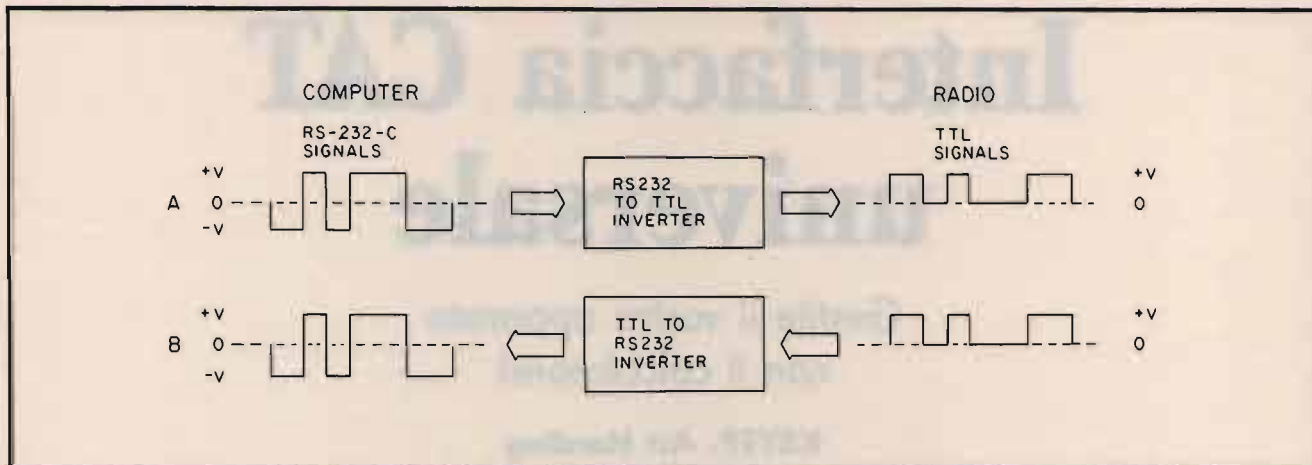 COMPUTER
RADIO
RS-232-C
SIGNALS
TTL
SIGNALS
+V
A 0
-V
RS232
TO TTL
INVERTER
+V
0
+V
B 0
-V
TTL TO
RS232
INVERTER
+V
0
Interfaccia CAT
universale